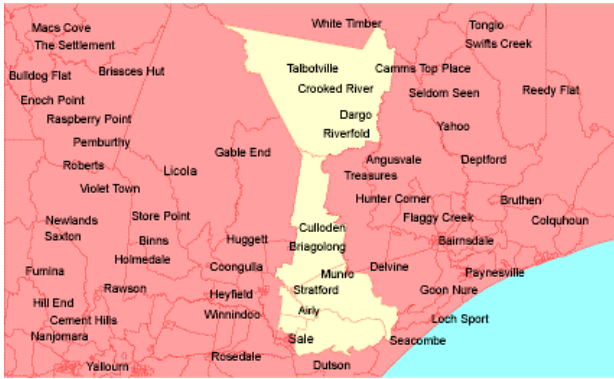 White Timber
Tongio
Macs Cove
The Settlement
Swifts Creek
Bulldog Flat
Brissces Hut
Talbotville
Camms Top Place
Crooked River
Seldom Seen
Reedy Flat
Enoch Point
Raspberry Point
Dargo
Riverfold
Yahoo
Pemburthy
Gable End
Angusvale
Deptford
Roberts
Licola
Treasures
Violet Town
Hunter Corner
Bruthen
Newlands
Store Point
Flaggy Creek
Colquhoun
Saxton
Binns
Huggett
Culloden
Briagolong
Bairnsdale
Holmedale
Fumina
Coongulla
Munro
Delvine
Paynesville
Rawson
Heyfield
Stratford
Goon Nure
Hill End
Cement Hills
Winnindoo
Airly
Loch Sport
Nanjomara
Sale
Seacombe
Yallourn
Rosedale
Dutson